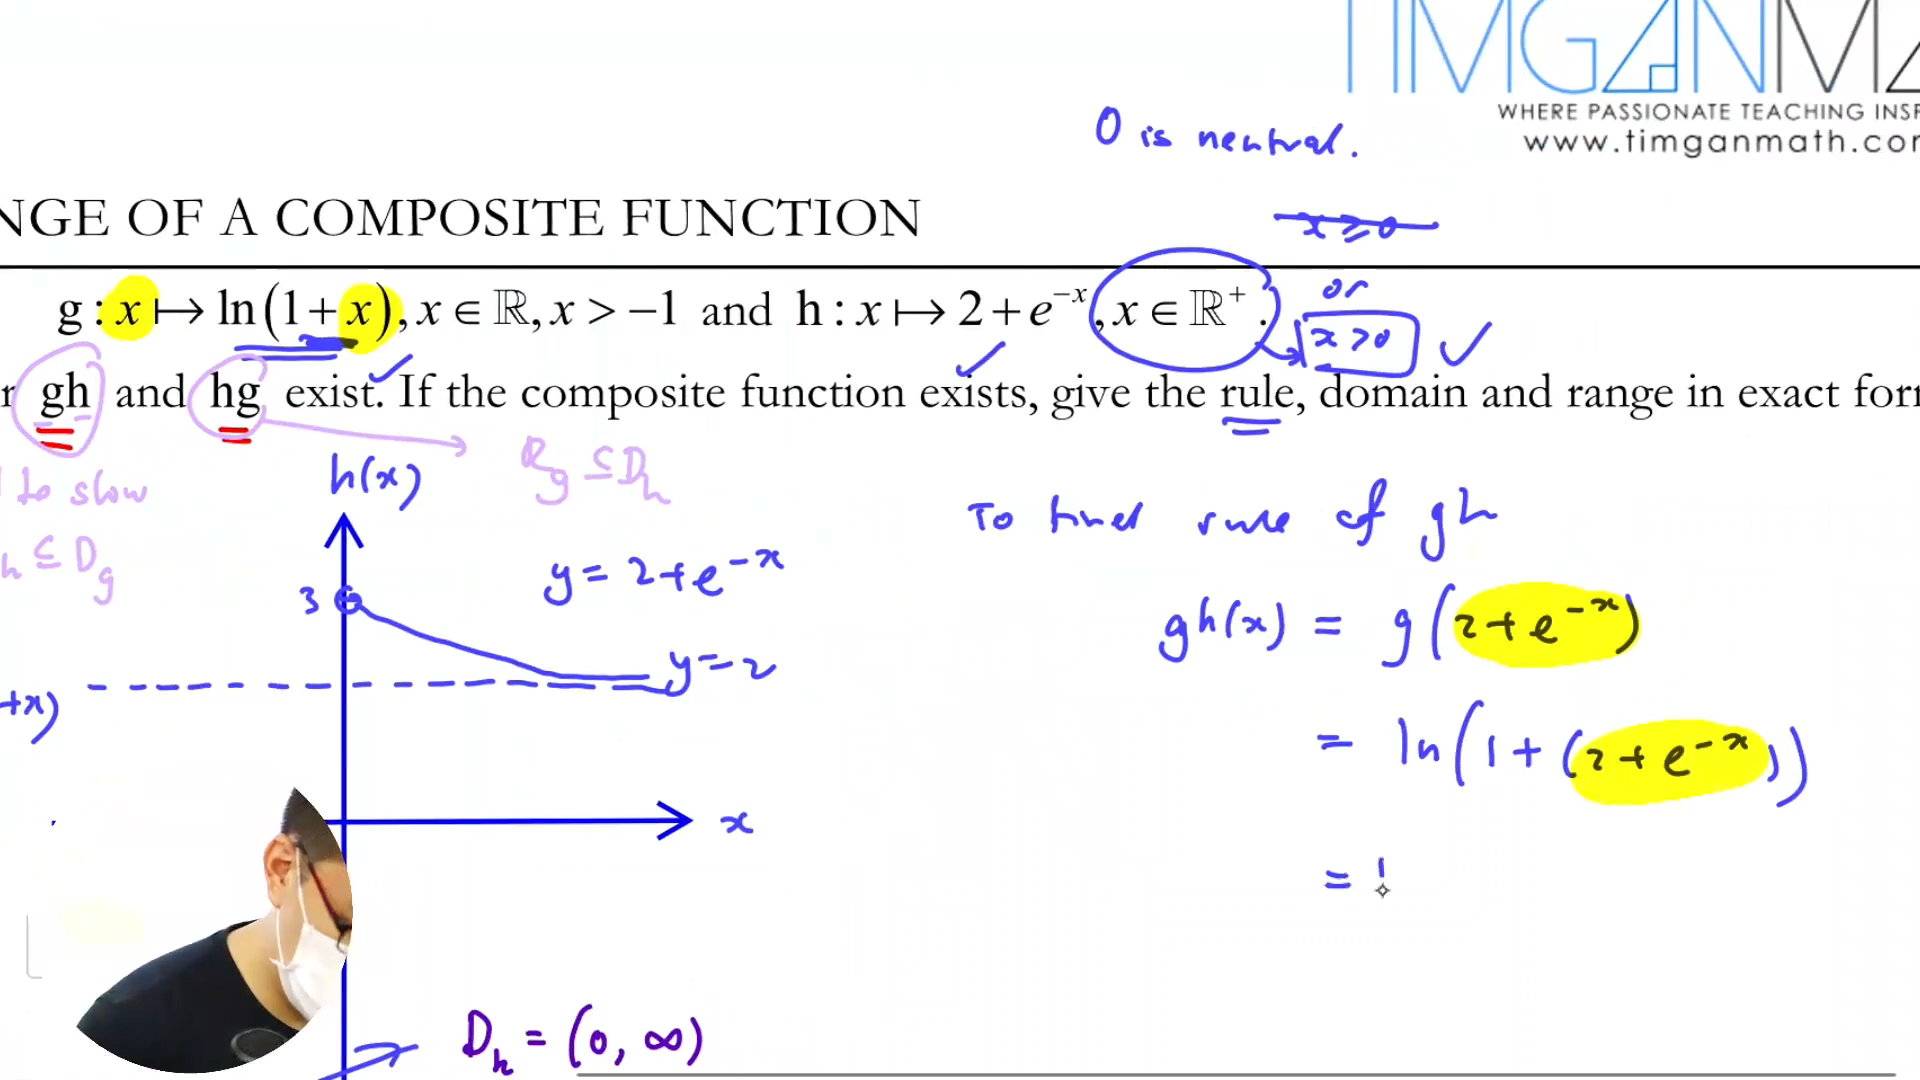 TIMGANMA
WHERE PASSIONATE TEACHING INSP
www.timganmath.com
0 is neutral.
NGE OF A COMPOSITE FUNCTION
x ≥ 0
g : x ↦ ln(1 + x), x ∈ ℝ, x > −1 and h : x ↦ 2 + e^{−x}, x ∈ ℝ⁺.
or
x > 0 ✓
r gh and hg exist. If the composite function exists, give the rule, domain and range in exact for
to slow
h ⊆ D_g
h(x)
R_g ⊆ D_h
y = 2 + e^{−x}
3
y = 2
+x)
x
D_h = (0, ∞)
To find rule of gh
gh(x) = g(2 + e^{−x})
= ln(1 + (2 + e^{−x}))
=